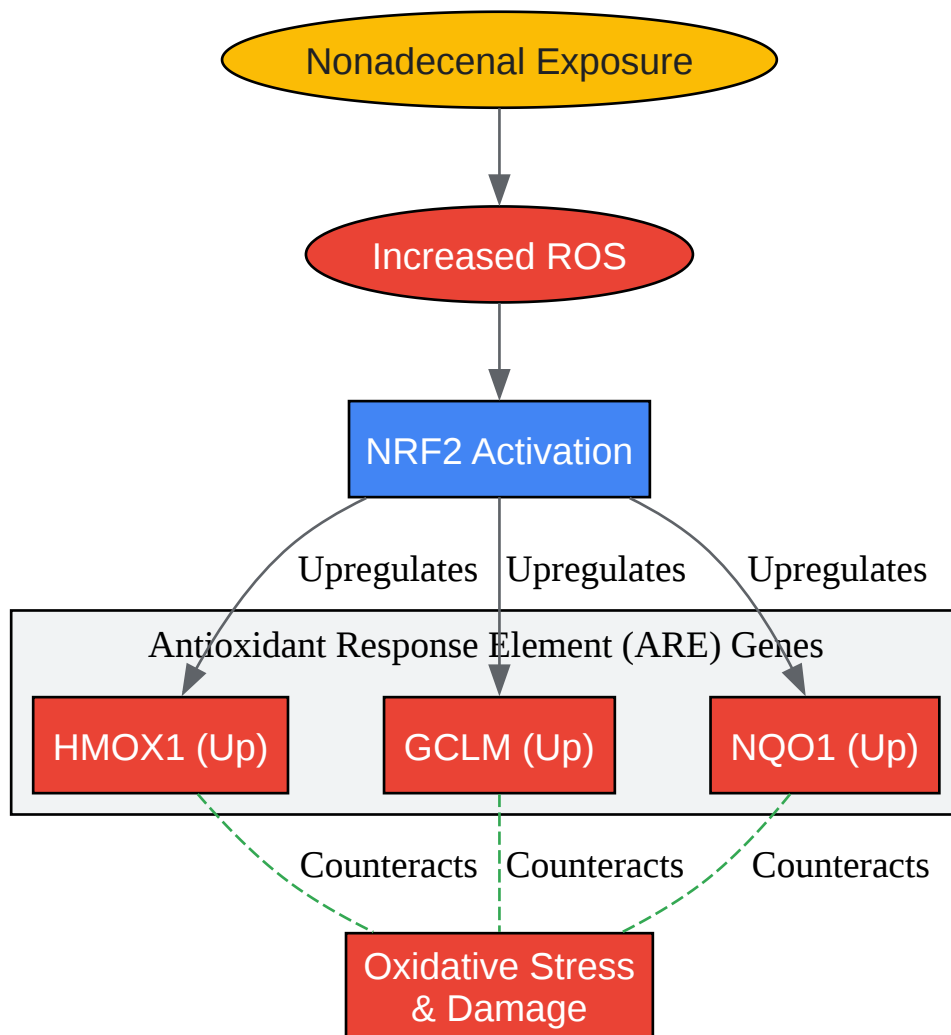 Nonadecenal Exposure
Increased ROS
NRF2 Activation
Upregulates Upregulates Upregulates
Antioxidant Response Element (ARE) Genes
HMOX1 (Up) GCLM (Up) NQO1 (Up)
Counteracts Counteracts Counteracts
Oxidative Stress
& Damage